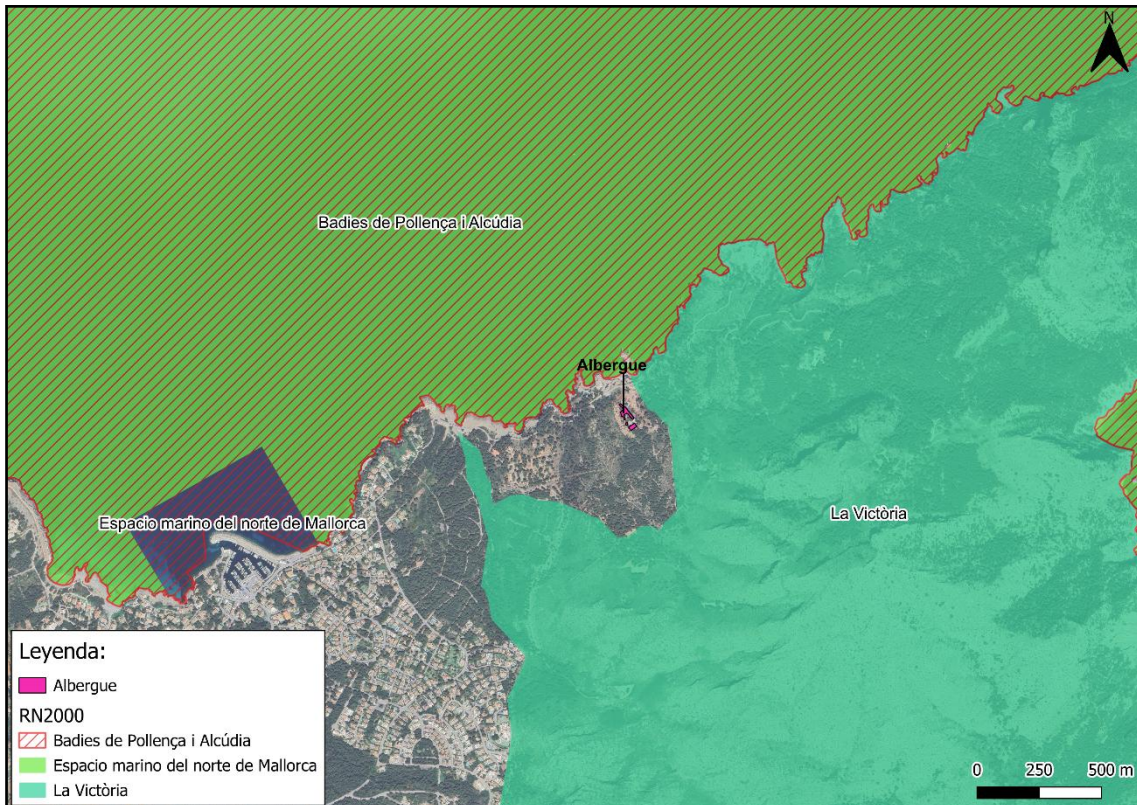 N
Badies de Pollença i Alcúdia
Albergue
Espacio marino del norte de Mallorca
La Victòria
Leyenda:
Albergue
RN2000
Badies de Pollença i Alcúdia
Espacio marino del norte de Mallorca
La Victòria
0 250 500 m